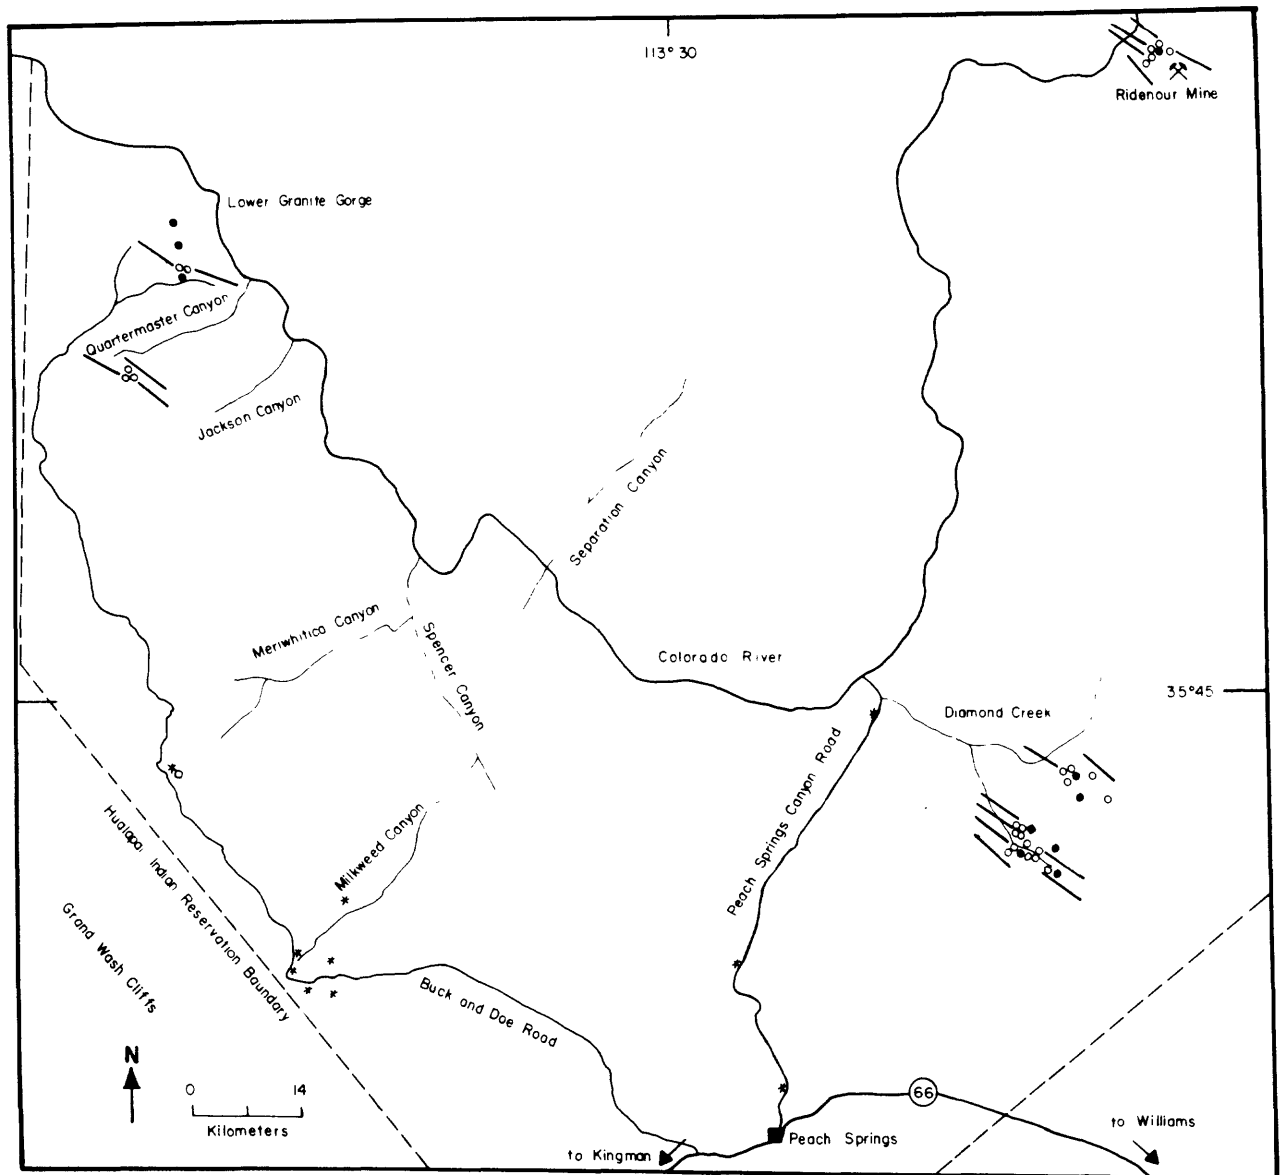 113° 30
Ridenour Mine
Lower Granite Gorge
Quartermaster Canyon
Jackson Canyon
Separation Canyon
Meriwhitica Canyon
Spencer Canyon
Colorado River
35°45
Diamond Creek
Peach Springs Canyon Road
Milkweed Canyon
Hualapai Indian Reservation Boundary
Grand Wash Cliffs
Buck and Doe Road
N
0 14
Kilometers
66
to Williams
Peach Springs
to Kingman